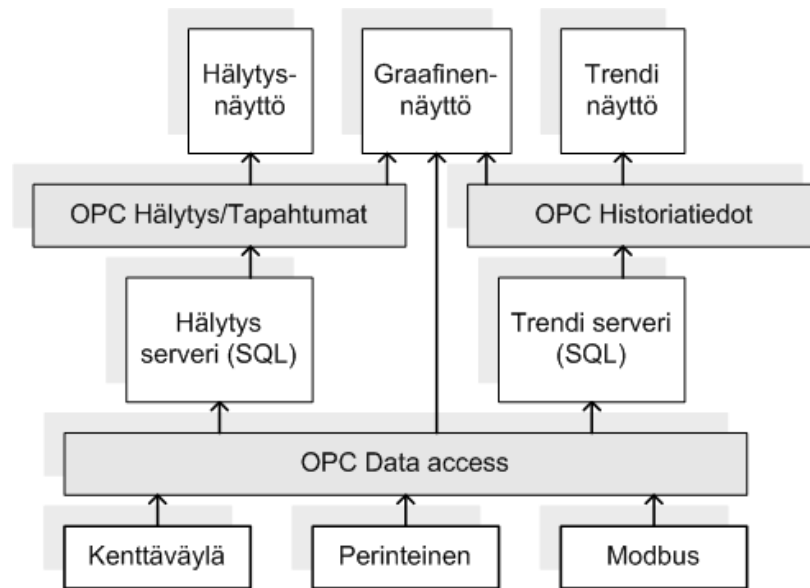 Hälytys-
näyttö
Graafinen-
näyttö
Trendi
näyttö
OPC Hälytys/Tapahtumat
OPC Historiatiedot
Hälytys
serveri (SQL)
Trendi serveri
(SQL)
OPC Data access
Kenttäväylä
Perinteinen
Modbus